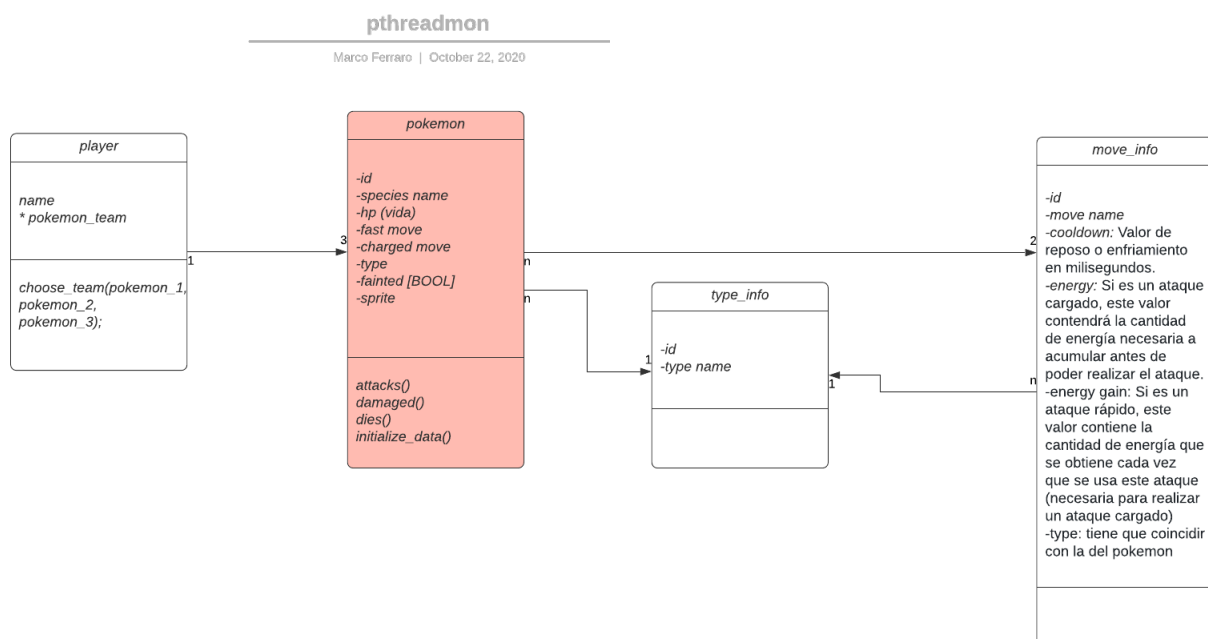 pthreadmon
Marco Ferraro | October 22, 2020
player
name
* pokemon_team
choose_team(pokemon_1,
pokemon_2,
pokemon_3);
1
3
pokemon
-id
-species name
-hp (vida)
-fast move
-charged move
-type
-fainted [BOOL]
-sprite
attacks()
damaged()
dies()
initialize_data()
n
n
1
type_info
-id
-type name
1
2
n
move_info
-id
-move name
-cooldown: Valor de
reposo o enfriamiento
en milisegundos.
-energy: Si es un ataque
cargado, este valor
contendrá la cantidad
de energía necesaria a
acumular antes de
poder realizar el ataque.
-energy gain: Si es un
ataque rápido, este
valor contiene la
cantidad de energía que
se obtiene cada vez
que se usa este ataque
(necesaria para realizar
un ataque cargado)
-type: tiene que coincidir
con la del pokemon